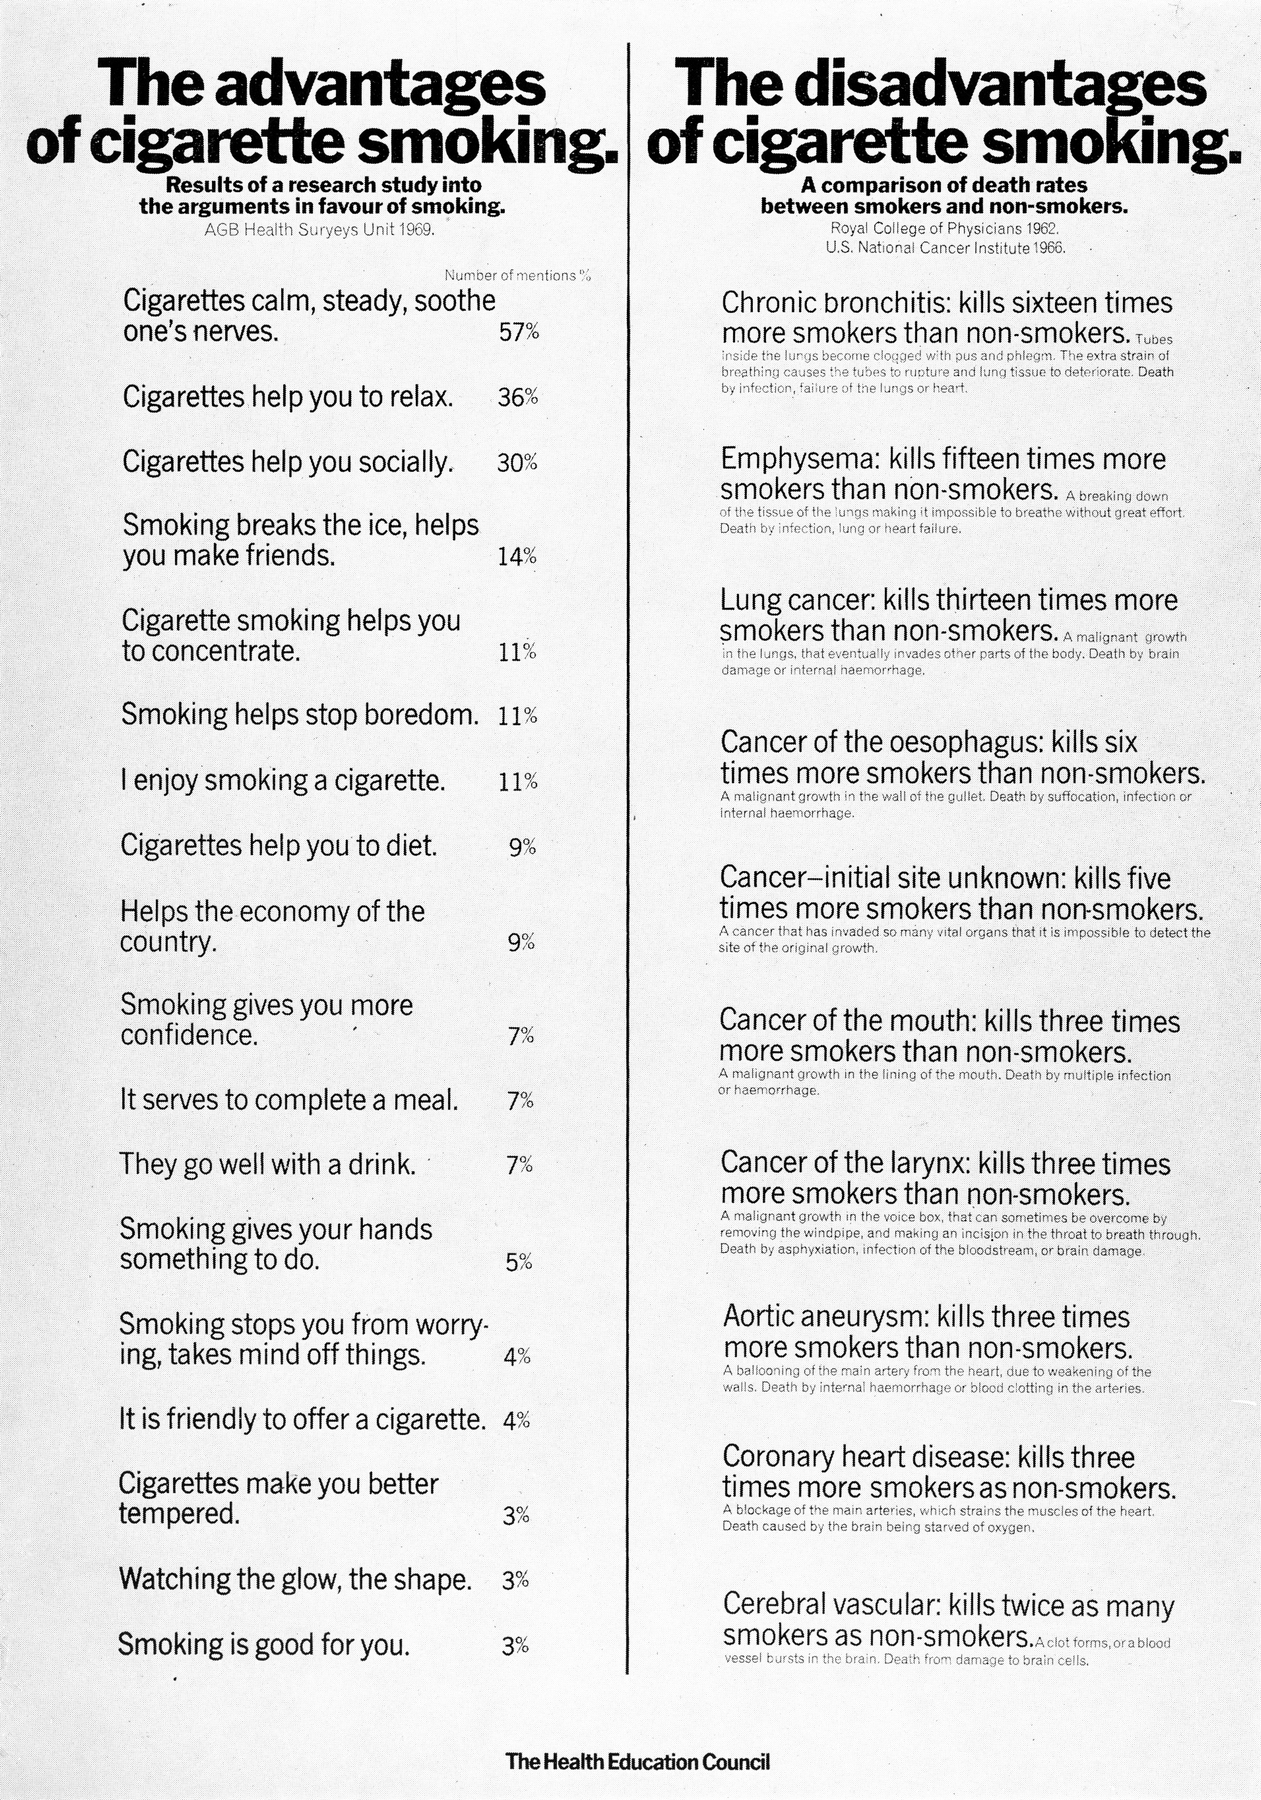 The advantages
of cigarette smoking.
Results of a research study into
the arguments in favour of smoking.
AGB Health Surveys Unit 1969.
Number of mentions %
Cigarettes calm, steady, soothe
one's nerves. 57%
Cigarettes help you to relax. 36%
Cigarettes help you socially. 30%
Smoking breaks the ice, helps
you make friends. 14%
Cigarette smoking helps you
to concentrate. 11%
Smoking helps stop boredom. 11%
I enjoy smoking a cigarette. 11%
Cigarettes help you to diet. 9%
Helps the economy of the
country. 9%
Smoking gives you more
confidence. 7%
It serves to complete a meal. 7%
They go well with a drink. 7%
Smoking gives your hands
something to do. 5%
Smoking stops you from worry-
ing, takes mind off things. 4%
It is friendly to offer a cigarette. 4%
Cigarettes make you better
tempered. 3%
Watching the glow, the shape. 3%
Smoking is good for you. 3%
The disadvantages
of cigarette smoking.
A comparison of death rates
between smokers and non-smokers.
Royal College of Physicians 1962.
U.S. National Cancer Institute 1966.
Chronic bronchitis: kills sixteen times
more smokers than non-smokers. Tubes
inside the lungs become clogged with pus and phlegm. The extra strain of
breathing causes the tubes to rupture and lung tissue to deteriorate. Death
by infection, failure of the lungs or heart.
Emphysema: kills fifteen times more
smokers than non-smokers. A breaking down
of the tissue of the lungs making it impossible to breathe without great effort.
Death by infection, lung or heart failure.
Lung cancer: kills thirteen times more
smokers than non-smokers. A malignant growth
in the lungs, that eventually invades other parts of the body. Death by brain
damage or internal haemorrhage.
Cancer of the oesophagus: kills six
times more smokers than non-smokers.
A malignant growth in the wall of the gullet. Death by suffocation, infection or
internal haemorrhage.
Cancer–initial site unknown: kills five
times more smokers than non-smokers.
A cancer that has invaded so many vital organs that it is impossible to detect the
site of the original growth.
Cancer of the mouth: kills three times
more smokers than non-smokers.
A malignant growth in the lining of the mouth. Death by multiple infection
or haemorrhage.
Cancer of the larynx: kills three times
more smokers than non-smokers.
A malignant growth in the voice box, that can sometimes be overcome by
removing the windpipe, and making an incision in the throat to breath through.
Death by asphyxiation, infection of the bloodstream, or brain damage.
Aortic aneurysm: kills three times
more smokers than non-smokers.
A ballooning of the main artery from the heart, due to weakening of the
walls. Death by internal haemorrhage or blood clotting in the arteries.
Coronary heart disease: kills three
times more smokers as non-smokers.
A blockage of the main arteries, which strains the muscles of the heart.
Death caused by the brain being starved of oxygen.
Cerebral vascular: kills twice as many
smokers as non-smokers. A clot forms, or a blood
vessel bursts in the brain. Death from damage to brain cells.
The Health Education Council